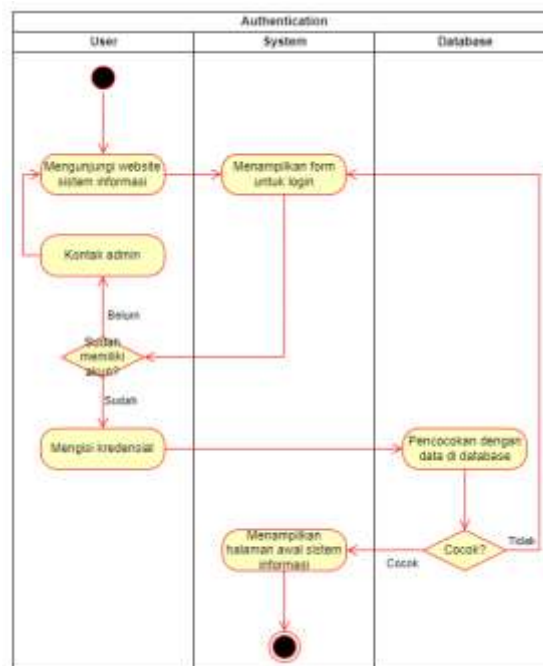 Authentication
User
System
Database
Mengunjungi website
sistem informasi
Menampilkan form
untuk login
Kontak admin
Belum
Sudah
memiliki
akun?
Sudah
Mengisi kredensial
Pencocokan dengan
data di database
Menampilkan
halaman awal sistem
informasi
Cocok
Cocok?
Tidak